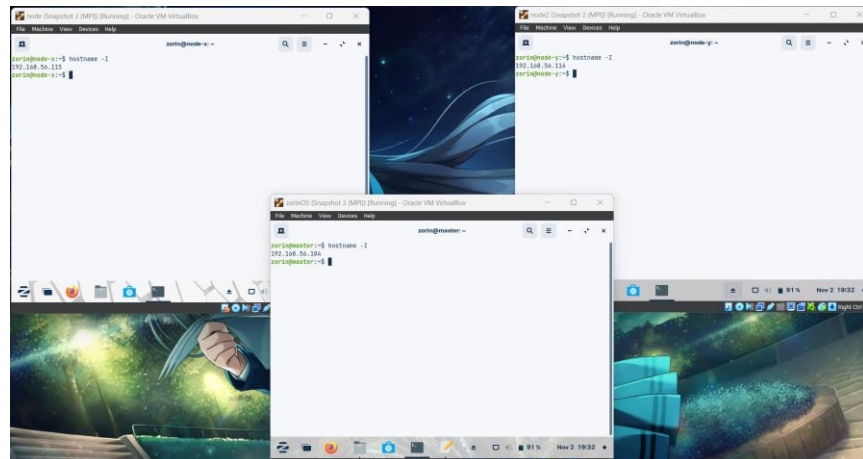 node (Snapshot 2 (MPI)) [Running] - Oracle VM VirtualBox
File Machine View Devices Help
zorin@node-x: ~
zorin@node-x:~$ hostname -I
192.168.56.115
zorin@node-x:~$
node2 (Snapshot 2 (MPI)) [Running] - Oracle VM VirtualBox
File Machine View Devices Help
zorin@node-y: ~
zorin@node-y:~$ hostname -I
192.168.56.114
zorin@node-y:~$
91 % Nov 2 19:32
Right Ctrl
zorinOS (Snapshot 3 (MPI)) [Running] - Oracle VM VirtualBox
File Machine View Devices Help
zorin@master: ~
zorin@master:~$ hostname -I
192.168.56.104
zorin@master:~$
91 % Nov 2 19:32